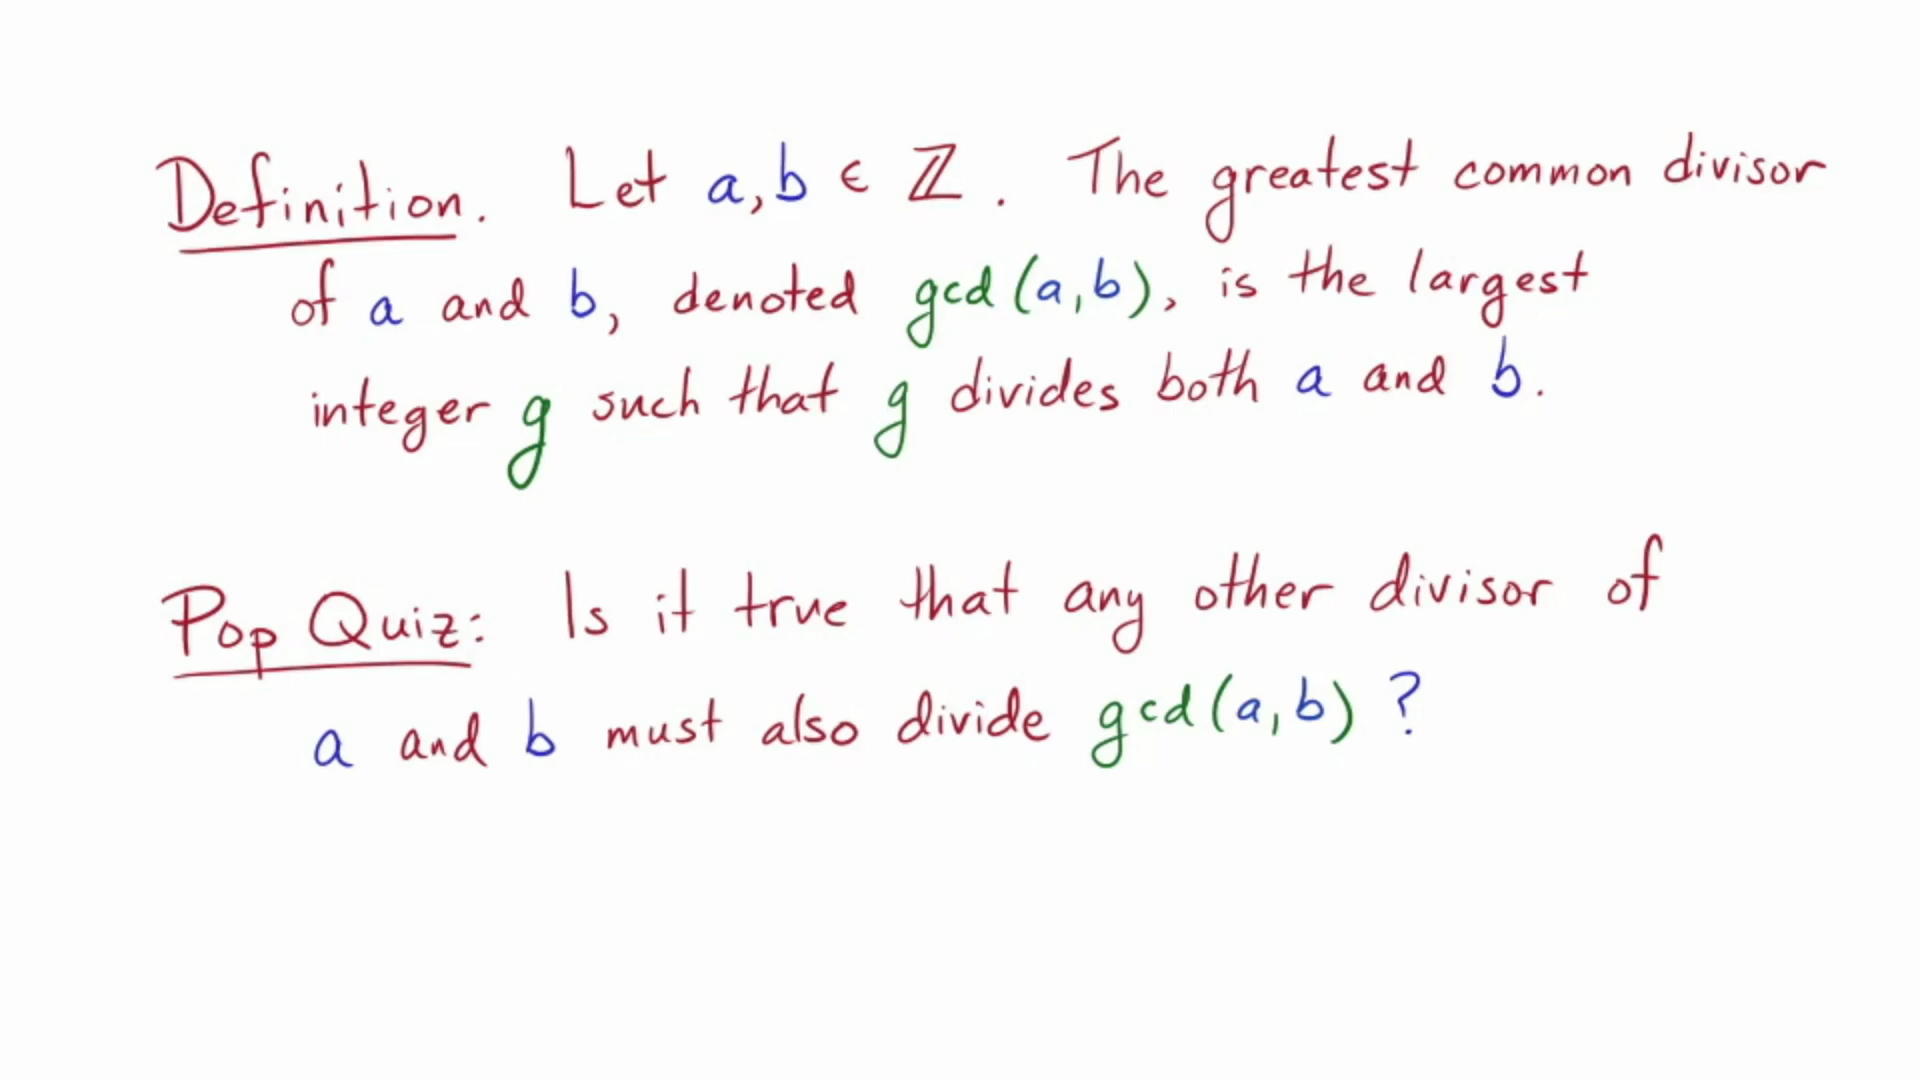 Definition. Let a, b ∈ ℤ. The greatest common divisor
of a and b, denoted gcd(a,b), is the largest
integer g such that g divides both a and b.
Pop Quiz: Is it true that any other divisor of
a and b must also divide gcd(a,b)?